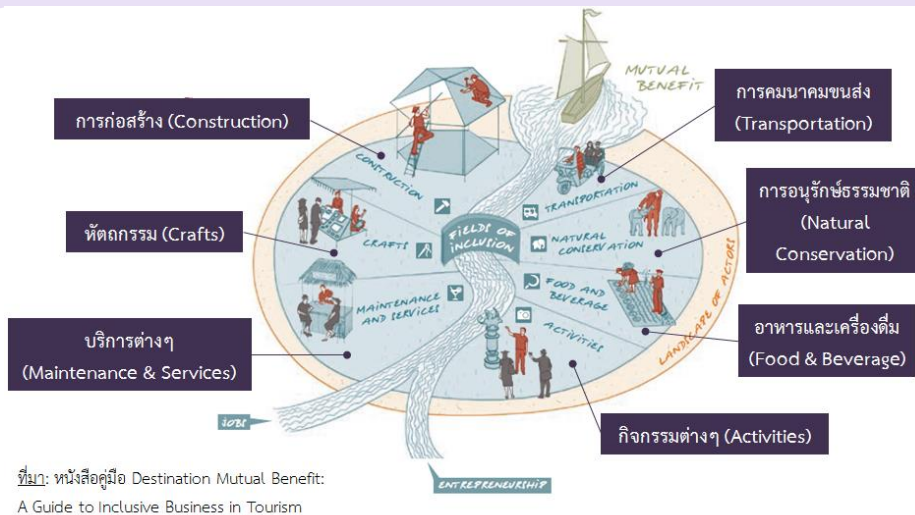 MUTUAL
BENEFIT
การก่อสร้าง (Construction)
การคมนาคมขนส่ง
(Transportation)
CONSTRUCTION
TRANSPORTATION
การอนุรักษ์ธรรมชาติ
(Natural
Conservation)
หัตถกรรม (Crafts)
CRAFTS
FIELDS OF
INCLUSION
NATURAL
CONSERVATION
MAINTENANCE
AND SERVICES
FOOD AND
BEVERAGE
ACTIVITIES
LANDSCAPE OF ACTORS
อาหารและเครื่องดื่ม
(Food & Beverage)
บริการต่างๆ
(Maintenance & Services)
JOBS
กิจกรรมต่างๆ (Activities)
ENTREPRENEURSHIP
ที่มา: หนังสือคู่มือ Destination Mutual Benefit:
A Guide to Inclusive Business in Tourism